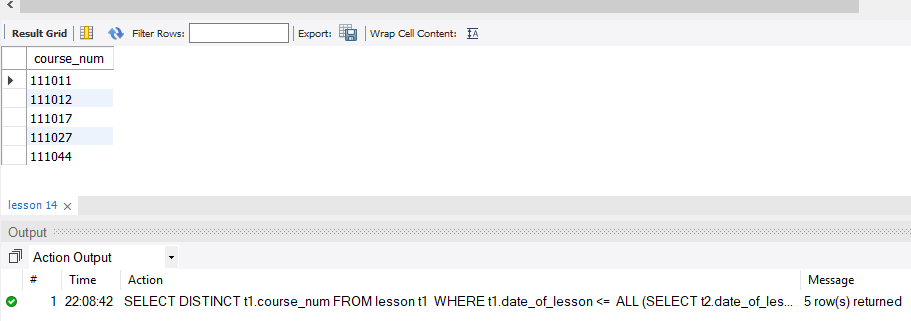 Result Grid Filter Rows: Export: Wrap Cell Content:
course_num
111011
111012
111017
111027
111044
lesson 14
Output
Action Output
# Time Action Message
1 22:08:42 SELECT DISTINCT t1.course_num FROM lesson t1 WHERE t1.date_of_lesson <= ALL (SELECT t2.date_of_les... 5 row(s) returned